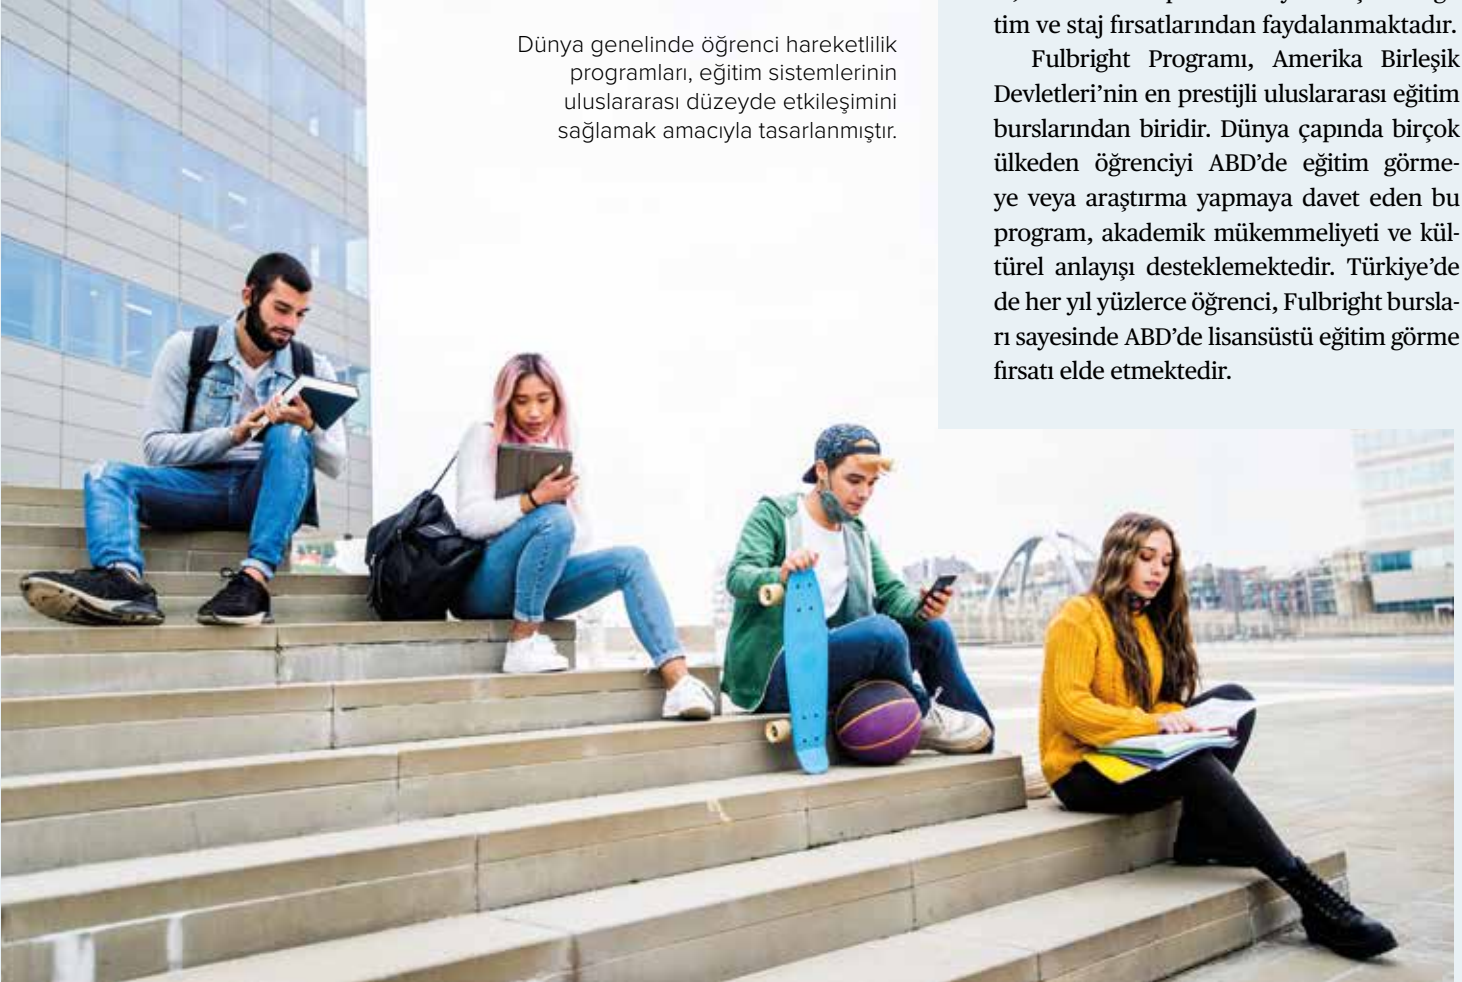 Dünya genelinde öğrenci hareketlilik
programları, eğitim sistemlerinin
uluslararası düzeyde etkileşimini
sağlamak amacıyla tasarlanmıştır.
tim ve staj fırsatlarından faydalanmaktadır.
Fulbright Programı, Amerika Birleşik
Devletleri’nin en prestijli uluslararası eğitim
burslarından biridir. Dünya çapında birçok
ülkeden öğrenciyi ABD’de eğitim görme-
ye veya araştırma yapmaya davet eden bu
program, akademik mükemmeliyeti ve kül-
türel anlayışı desteklemektedir. Türkiye’de
de her yıl yüzlerce öğrenci, Fulbright bursla-
rı sayesinde ABD’de lisansüstü eğitim görme
fırsatı elde etmektedir.